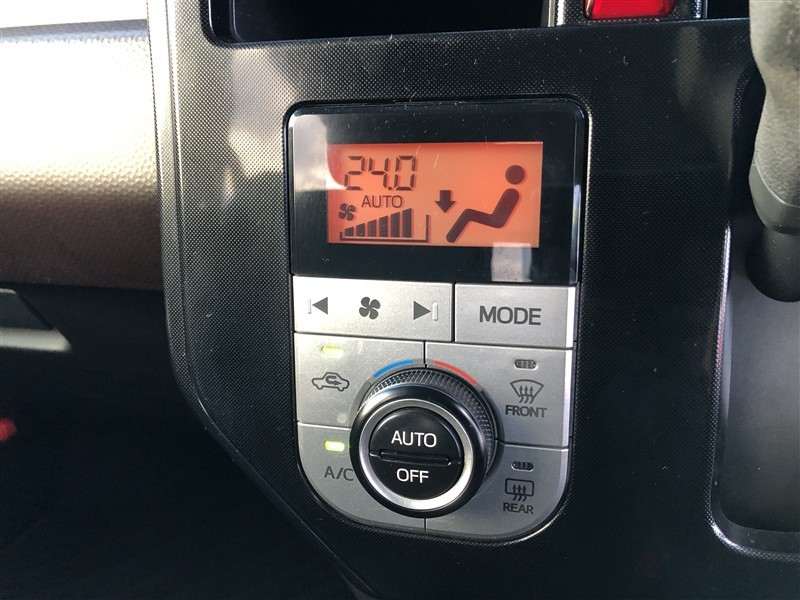 24.0
AUTO
MODE
FRONT
AUTO
OFF
A/C
REAR